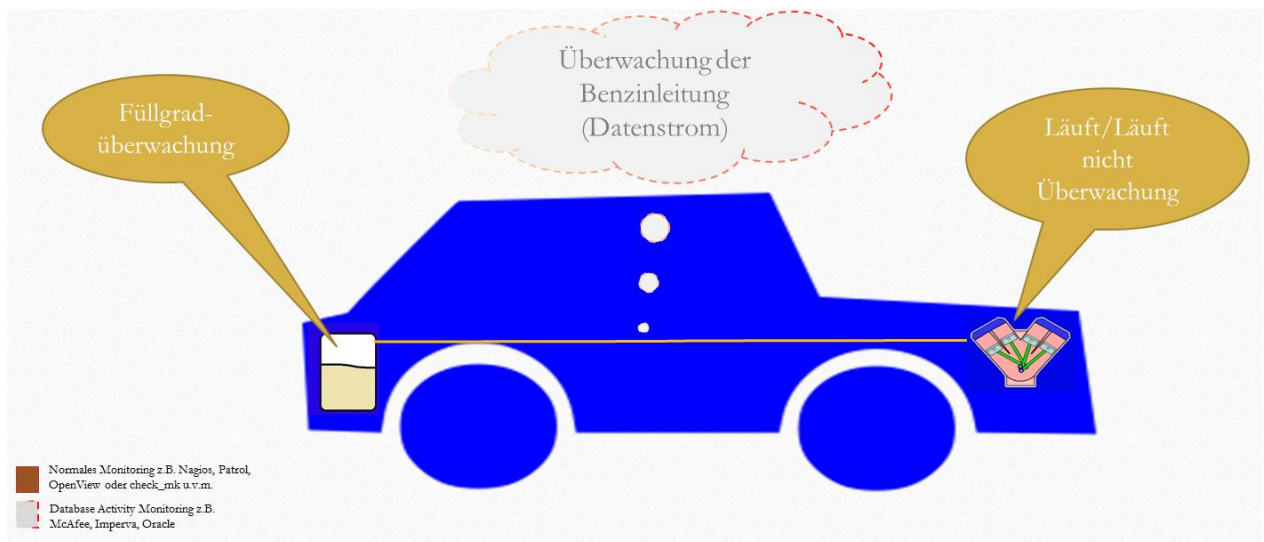 Überwachung der
Benzinleitung
(Datenstrom)
Füllgrad-
überwachung
Läuft/Läuft
nicht
Überwachung
Normales Monitoring z.B. Nagios, Patrol,
OpenView oder check_mk u.v.m.
Database Activity Monitoring z.B.
McAfee, Imperva, Oracle